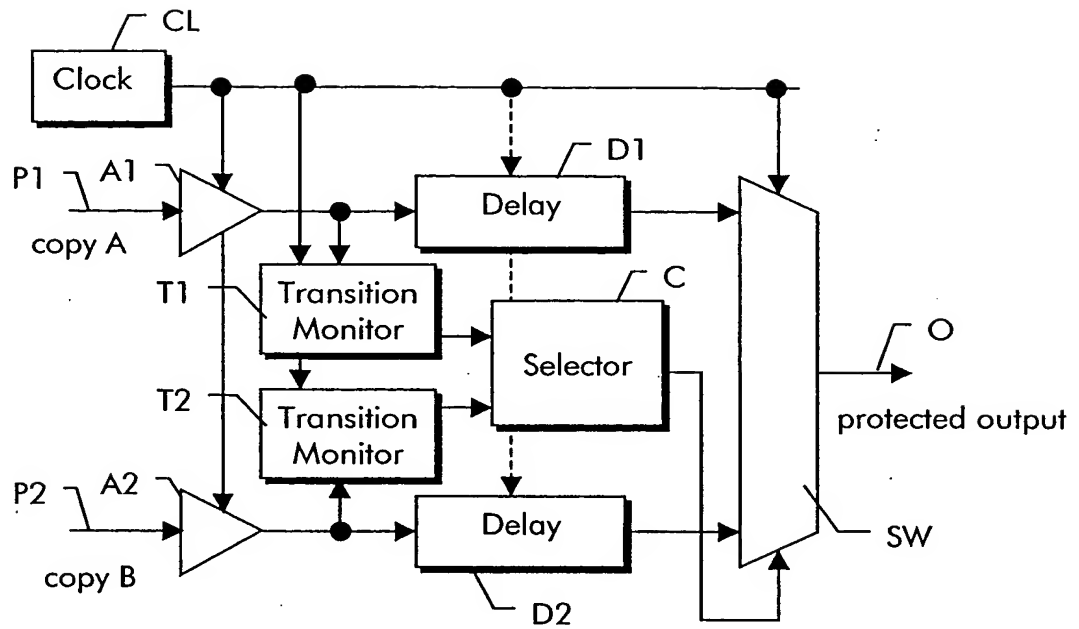 CL
Clock
P1
A1
D1
Delay
copy A
T1
Transition
Monitor
C
Selector
O
T2
Transition
Monitor
protected output
P2
A2
Delay
SW
copy B
D2